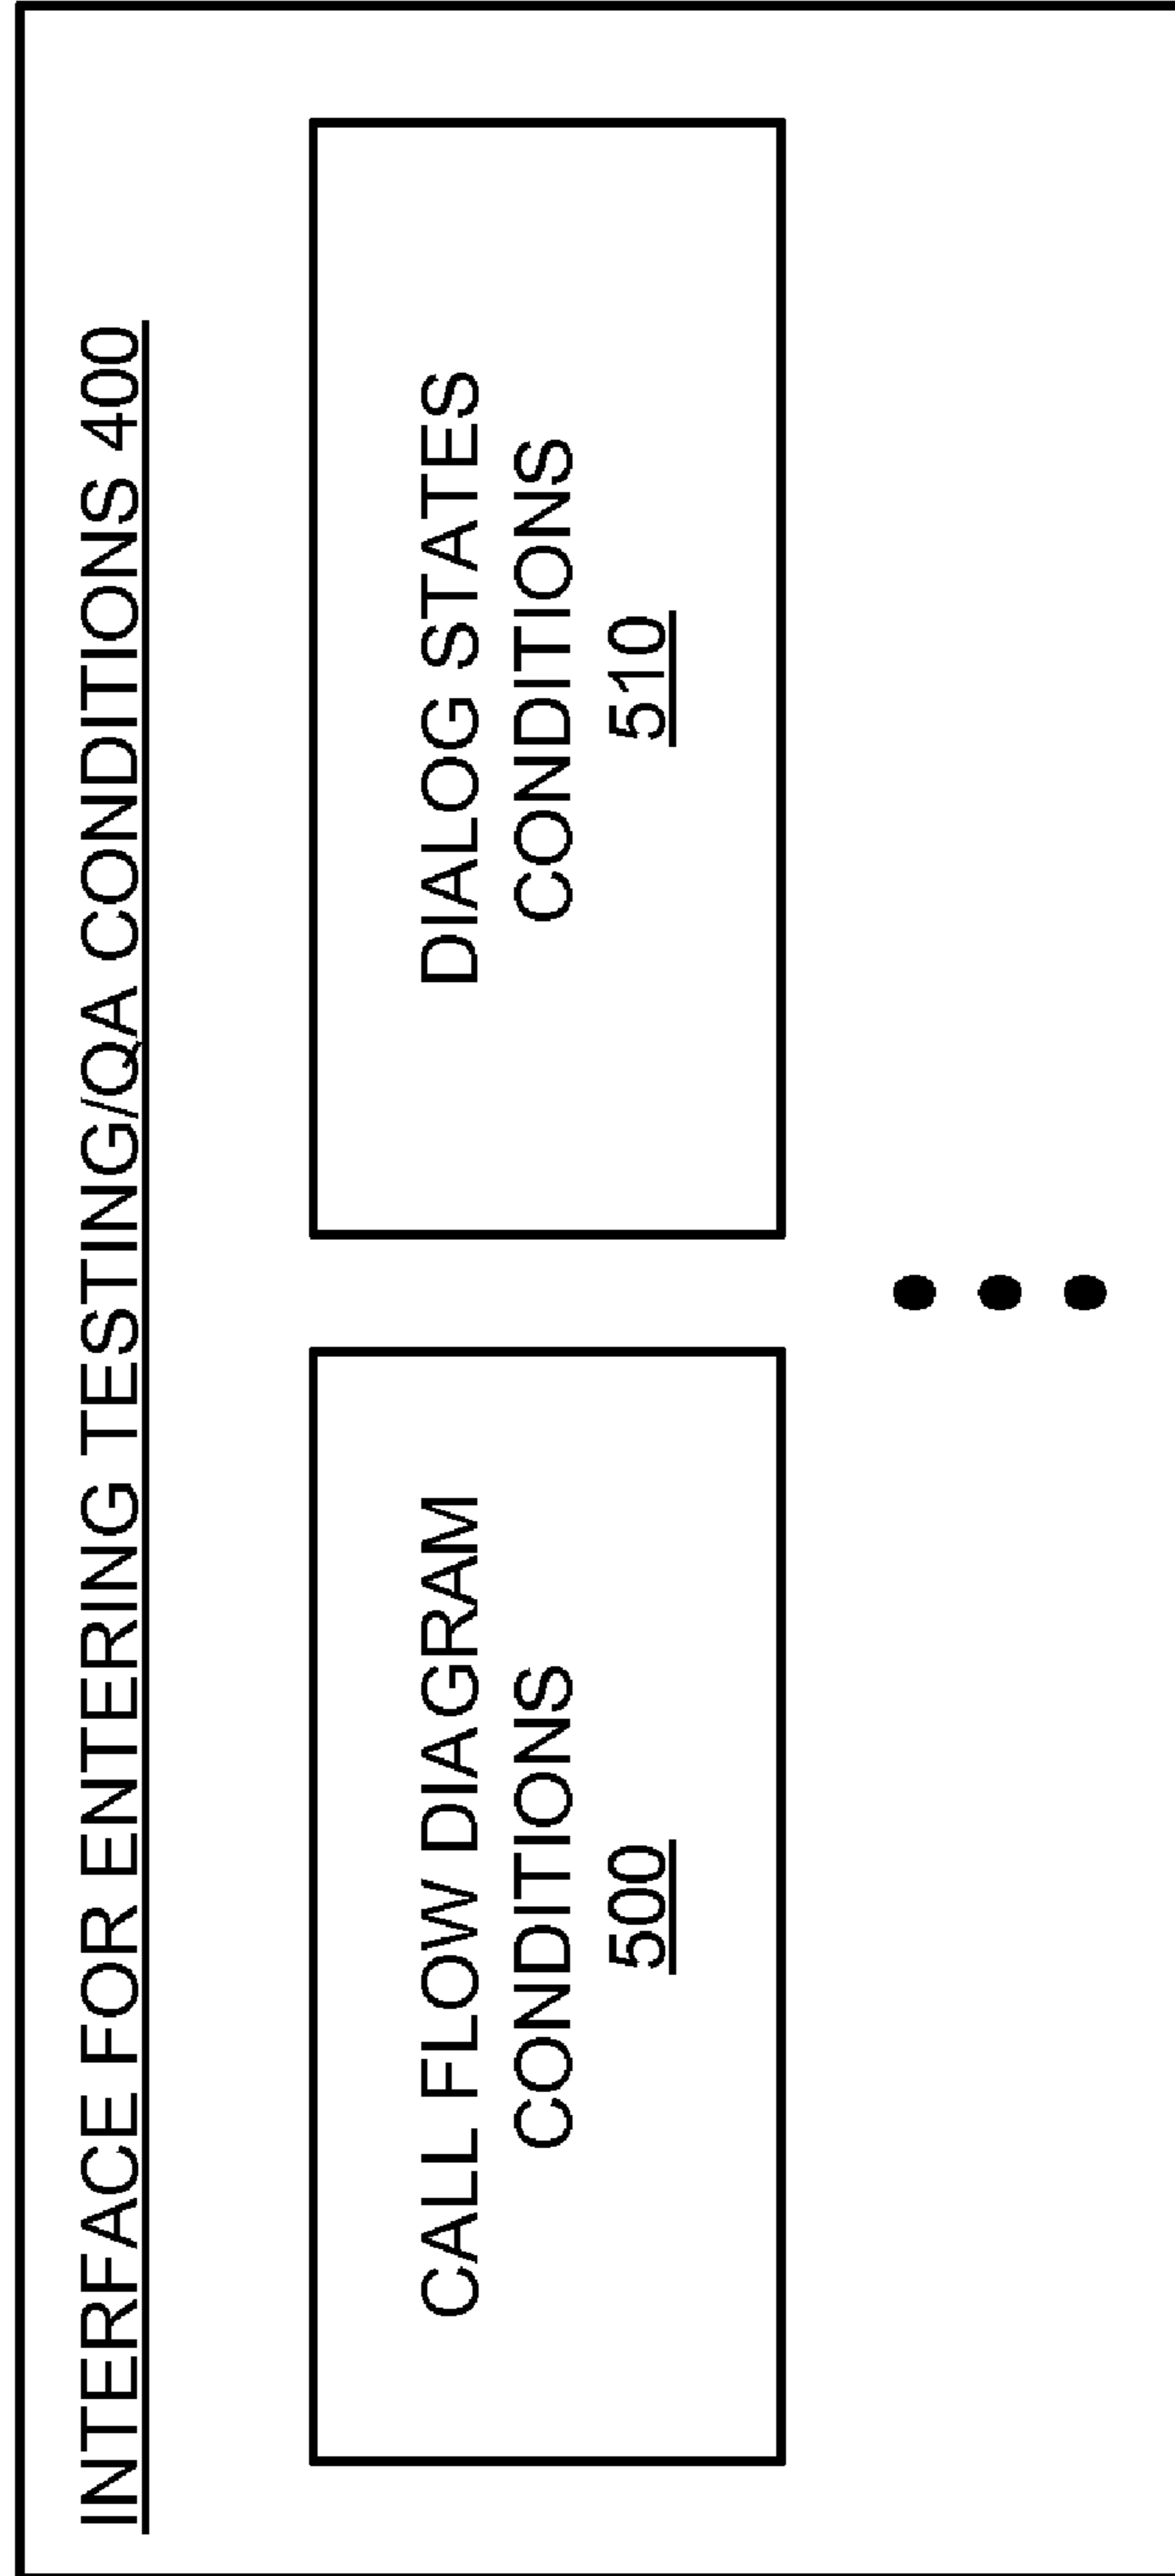 INTERFACE FOR ENTERING TESTING/QA CONDITIONS 400
CALL FLOW DIAGRAM
CONDITIONS
500
DIALOG STATES
CONDITIONS
510